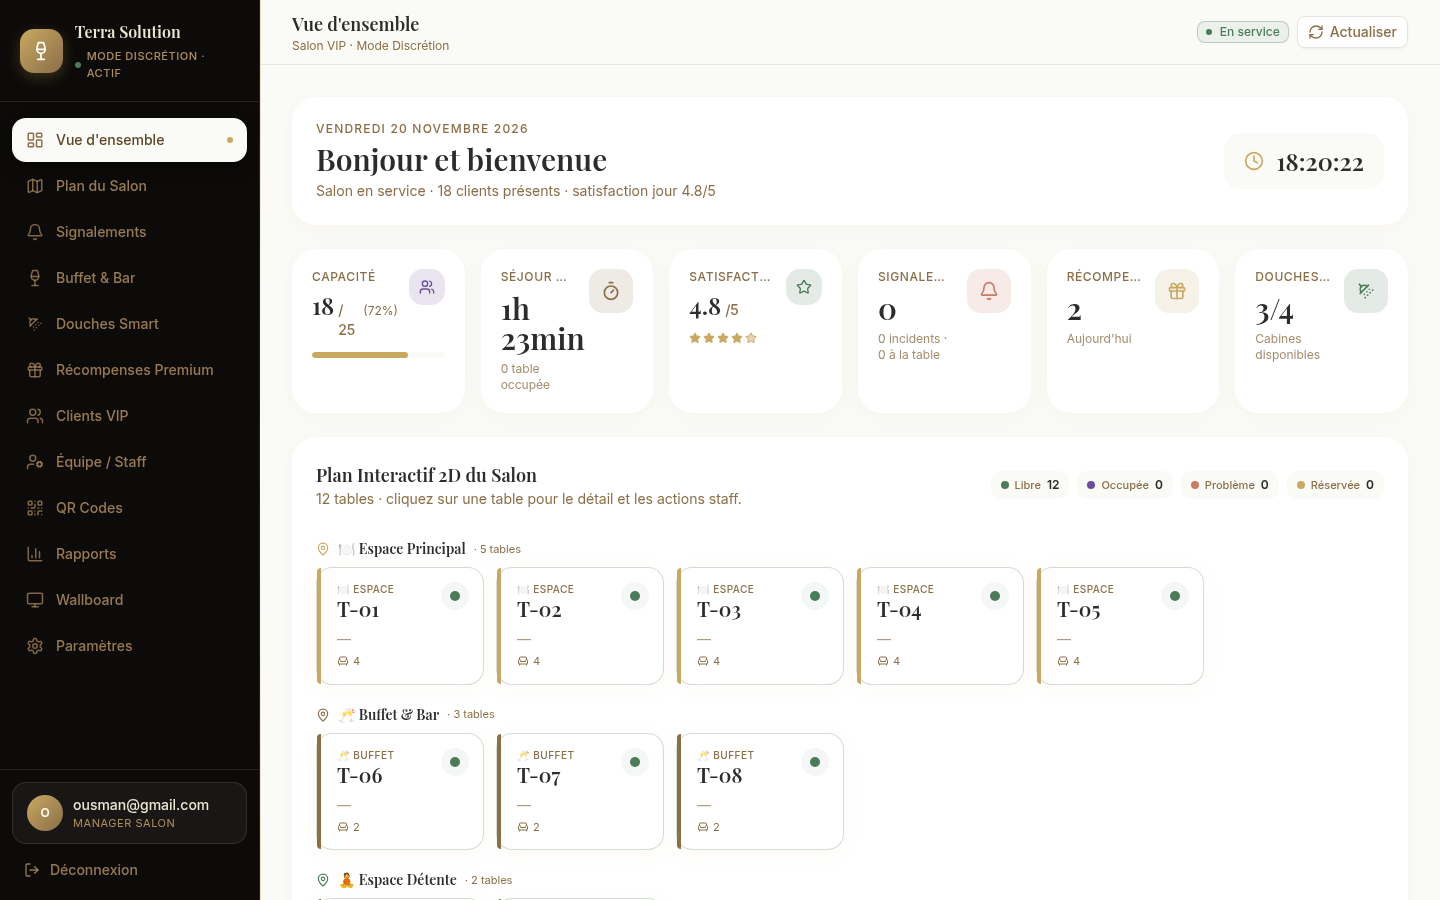 Terra Solution
MODE DISCRÉTION ·
ACTIF
Vue d'ensemble
Plan du Salon
Signalements
Buffet & Bar
Douches Smart
Récompenses Premium
Clients VIP
Équipe / Staff
QR Codes
Rapports
Wallboard
Paramètres
O
ousman@gmail.com
MANAGER SALON
Déconnexion
Vue d'ensemble
Salon VIP · Mode Discrétion
En service
Actualiser
VENDREDI 20 NOVEMBRE 2026
Bonjour et bienvenue
Salon en service · 18 clients présents · satisfaction jour 4.8/5
18:20:22
CAPACITÉ
18 / 25 (72%)
SÉJOUR ...
1h
23min
0 table
occupée
SATISFACT...
4.8 /5
SIGNALE...
0
0 incidents ·
0 à la table
RÉCOMPE...
2
Aujourd'hui
DOUCHES...
3/4
Cabines
disponibles
Plan Interactif 2D du Salon
12 tables · cliquez sur une table pour le détail et les actions staff.
Libre 12
Occupée 0
Problème 0
Réservée 0
Espace Principal · 5 tables
ESPACE
T-01
—
4
ESPACE
T-02
—
4
ESPACE
T-03
—
4
ESPACE
T-04
—
4
ESPACE
T-05
—
4
Buffet & Bar · 3 tables
BUFFET
T-06
—
2
BUFFET
T-07
—
2
BUFFET
T-08
—
2
Espace Détente · 2 tables